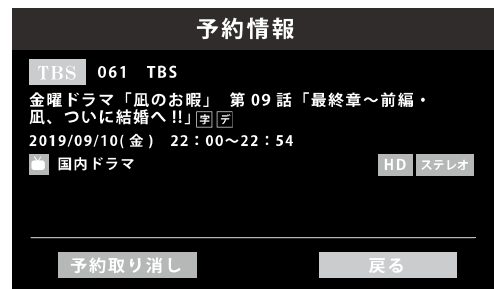 予約情報
TBS 061 TBS
金曜ドラマ「凪のお暇」 第09話「最終章～前編・
凪、ついに結婚へ!!」字デ
2019/09/10(金) 22：00～22：54
国内ドラマ HD ステレオ
予約取り消し 戻る